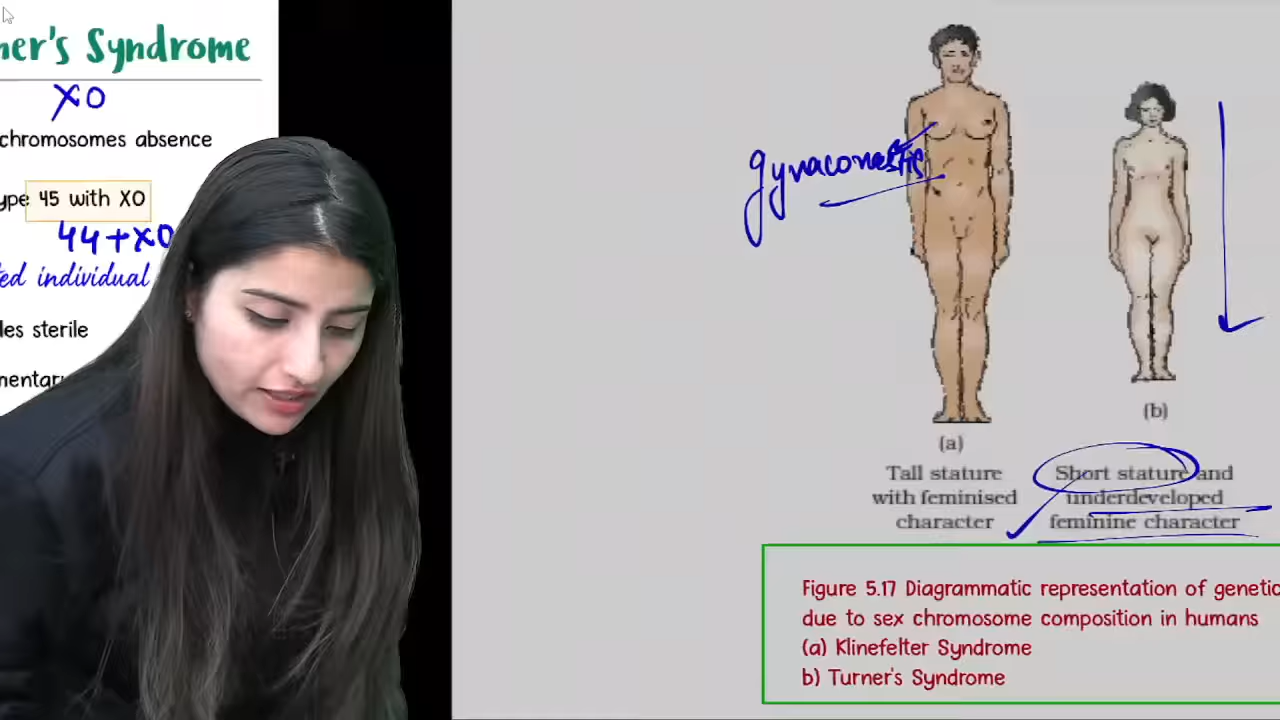 ner's Syndrome
XO
chromosomes absence
ype 45 with XO
44+XO
ted individual
les sterile
mentary
(a)
(b)
Tall stature
with feminised
character
Short stature and
underdeveloped
feminine character
Figure 5.17 Diagrammatic representation of genetic
due to sex chromosome composition in humans
(a) Klinefelter Syndrome
b) Turner's Syndrome